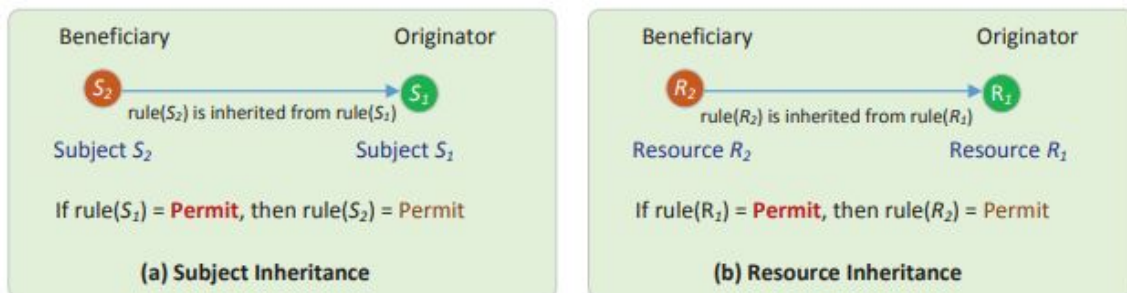 Beneficiary Originator
S₂ S₁
rule(S₂) is inherited from rule(S₁)
Subject S₂ Subject S₁
If rule(S₁) = Permit, then rule(S₂) = Permit
(a) Subject Inheritance
Beneficiary Originator
R₂ R₁
rule(R₂) is inherited from rule(R₁)
Resource R₂ Resource R₁
If rule(R₁) = Permit, then rule(R₂) = Permit
(b) Resource Inheritance